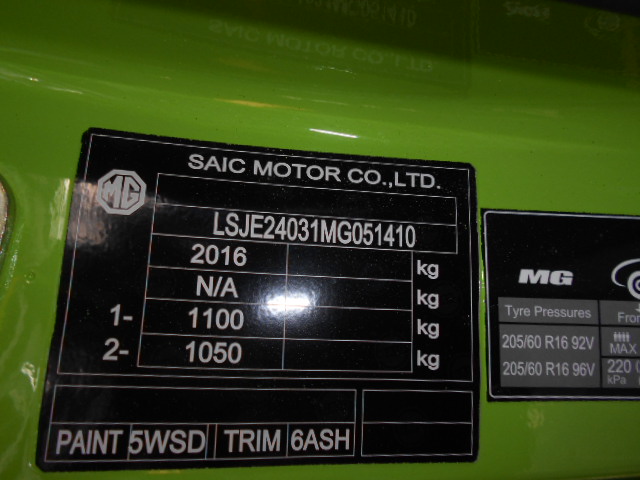 SAIC MOTOR CO.,LTD.
MG
LSJE24031MG051410
2016 kg
N/A kg
1- 1100 kg
2- 1050 kg
PAINT 5WSD TRIM 6ASH
MG
Tyre Pressures
205/60 R16 92V MAX
205/60 R16 96V 220
kPa